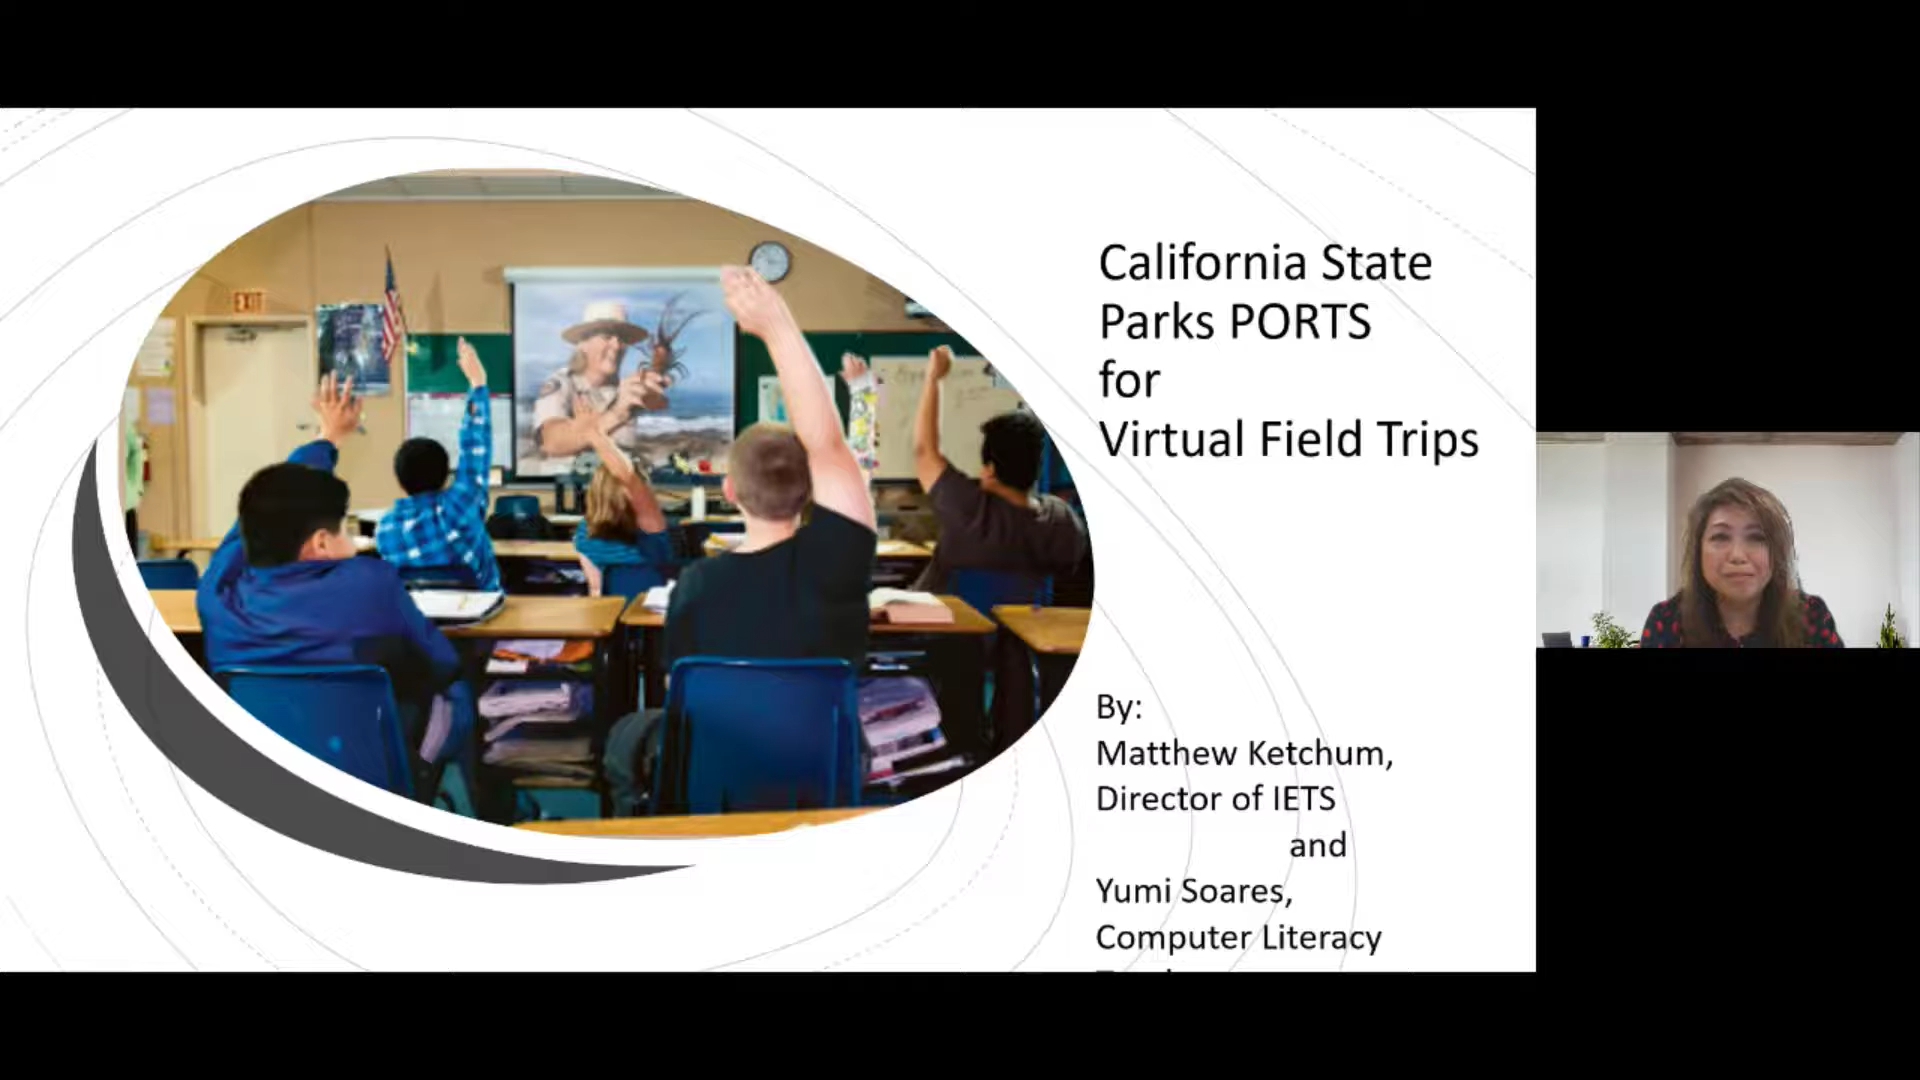 California State
Parks PORTS
for
Virtual Field Trips
EXIT
By:
Matthew Ketchum,
Director of IETS
and
Yumi Soares,
Computer Literacy